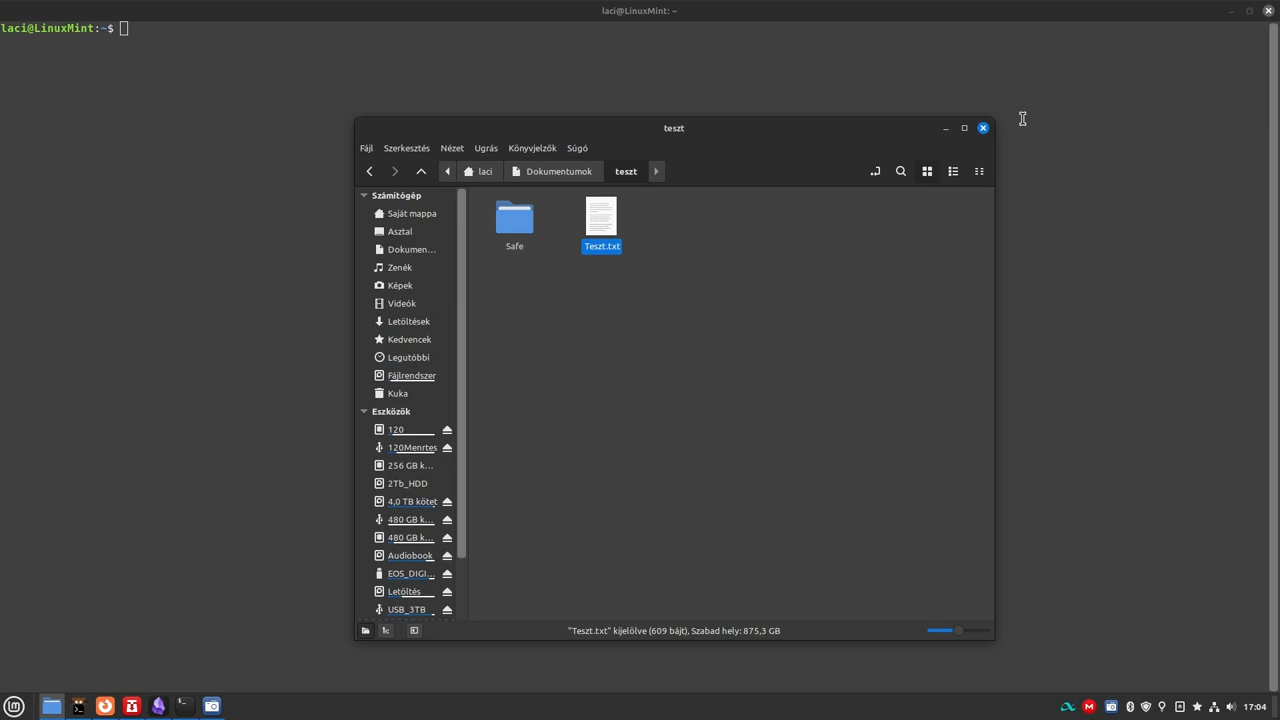 laci@LinuxMint: ~
laci@LinuxMint:~$
teszt
Fájl Szerkesztés Nézet Ugrás Könyvjelzők Súgó
laci Dokumentumok teszt
Számítógép
Saját mappa
Asztal
Dokumen...
Zenék
Képek
Videók
Letöltések
Kedvencek
Legutóbbi
Fájlrendszer
Kuka
Eszközök
120
120Menrtes
256 GB k...
2Tb_HDD
4,0 TB kötet
480 GB k...
480 GB k...
Audiobook
EOS_DIGI...
Letöltés
USB_3TB
Safe
Teszt.txt
"Teszt.txt" kijelölve (609 bájt), Szabad hely: 875,3 GB
17:04